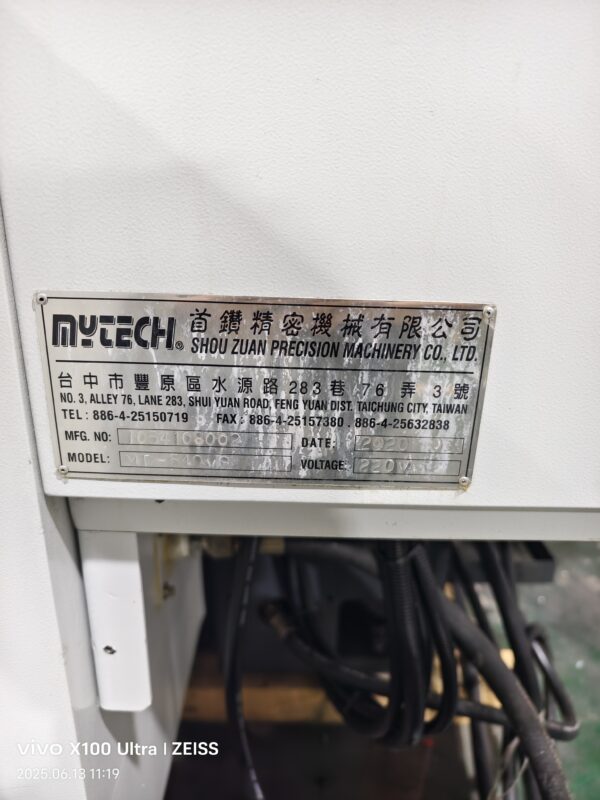 MYTECH® 首鑽精密機械有限公司
SHOU ZUAN PRECISION MACHINERY CO., LTD.
台中市豐原區水源路283巷76弄3號
NO. 3, ALLEY 76, LANE 283, SHUI YUAN ROAD, FENG YUAN DIST. TAICHUNG CITY, TAIWAN
TEL : 886-4-25150719 FAX : 886-4-25157380 . 886-4-25632838
MFG. NO: DATE:
MODEL: VOLTAGE: 220V
vivo X100 Ultra | ZEISS
2025.06.13 11:19